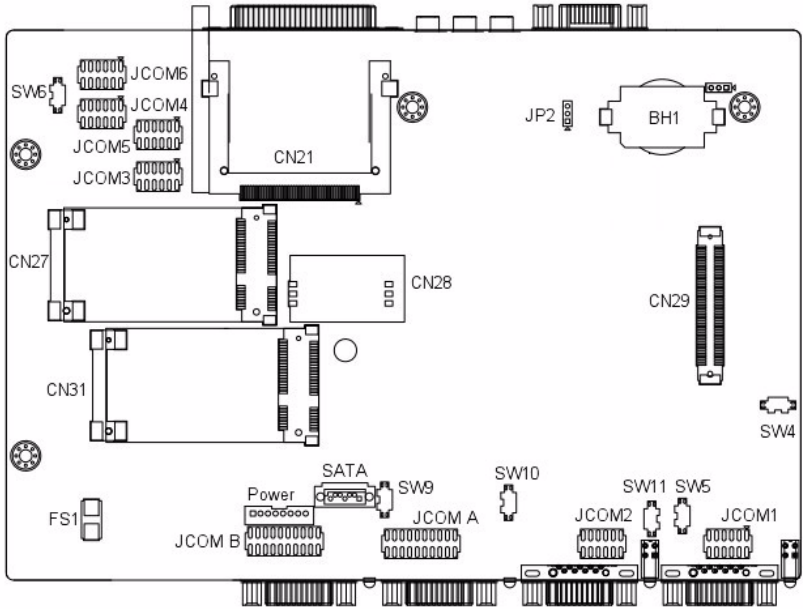 JCOM6
SW6
JCOM4
JP2
BH1
JCOM5
CN21
JCOM3
CN27
CN28
CN29
CN31
SW4
SATA
SW10
SW9
SW11 SW5
Power
FS1
JCOM A
JCOM2
JCOM1
JCOM B